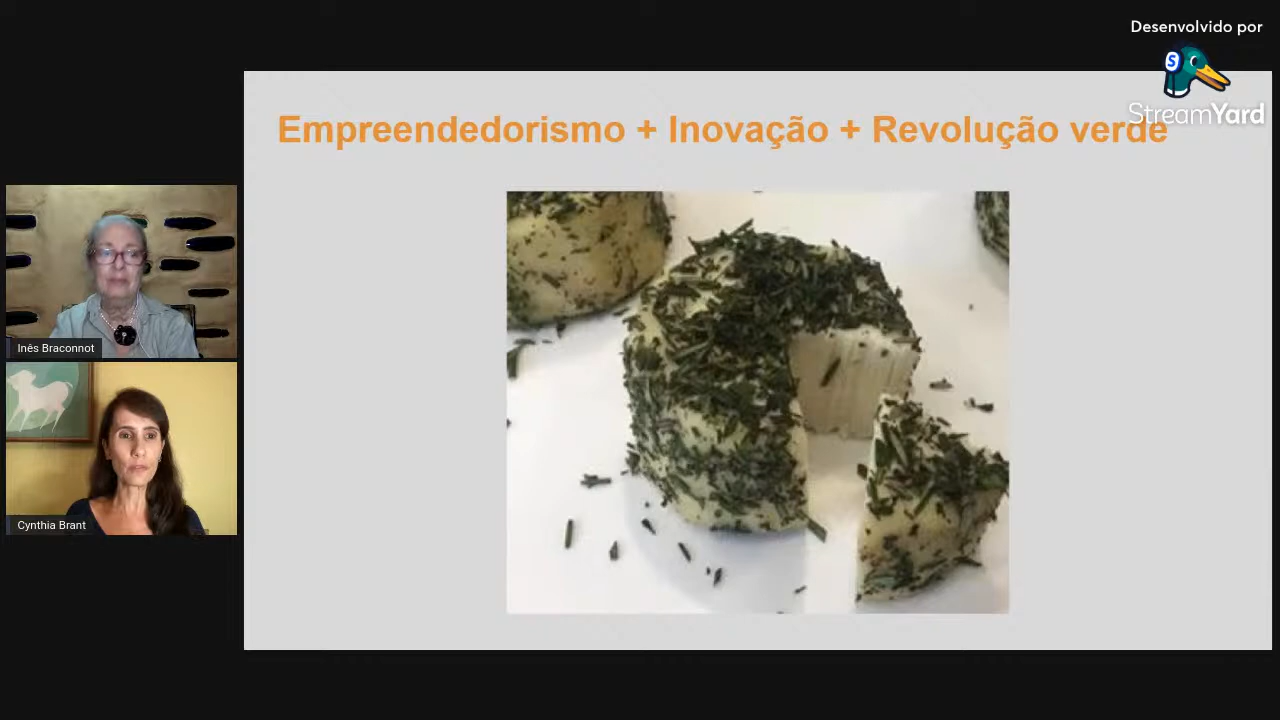 Desenvolvido por
StreamYard
Empreendedorismo + Inovação + Revolução verde
Inês Braconnot
Cynthia Brant